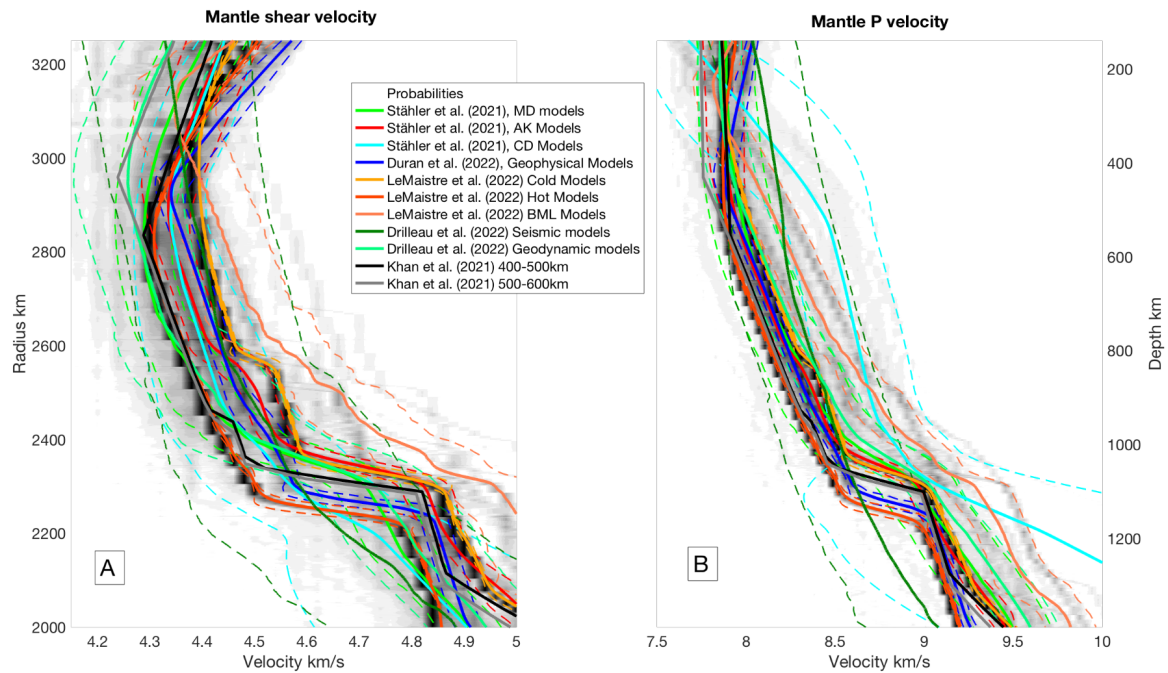 Mantle shear velocity
Mantle P velocity
3200
3000
2800
2600
2400
2200
2000
Radius km
4.2
4.3
4.4
4.5
4.6
4.7
4.8
4.9
5
Velocity km/s
A
Probabilities
Stähler et al. (2021), MD models
Stähler et al. (2021), AK Models
Stähler et al. (2021), CD Models
Duran et al. (2022), Geophysical Models
LeMaistre et al. (2022) Cold Models
LeMaistre et al. (2022) Hot Models
LeMaistre et al. (2022) BML Models
Drilleau et al. (2022) Seismic models
Drilleau et al. (2022) Geodynamic models
Khan et al. (2021) 400-500km
Khan et al. (2021) 500-600km
B
7.5
8
8.5
9
9.5
10
Velocity km/s
200
400
600
800
1000
1200
Depth km